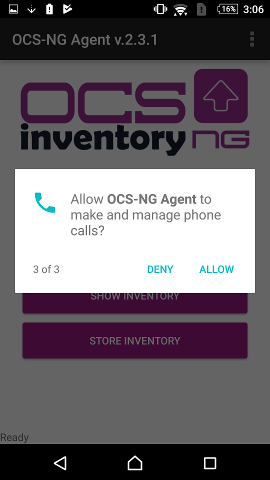 16% 3:06
OCS-NG Agent v.2.3.1
OCS
inventory NG
Allow OCS-NG Agent to
make and manage phone
calls?
3 of 3 DENY ALLOW
SHOW INVENTORY
STORE INVENTORY
Ready